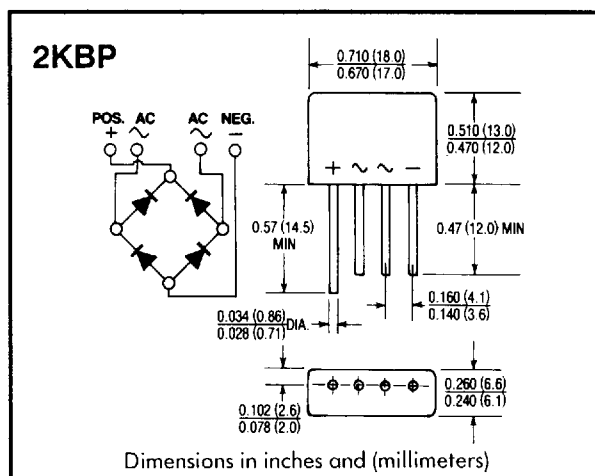 2KBP
POS. AC AC NEG.
+ ~ ~ −
0.710 (18.0)
0.670 (17.0)
0.510 (13.0)
0.470 (12.0)
+ ~ ~ −
0.57 (14.5)
MIN
0.47 (12.0) MIN
0.034 (0.86)
0.028 (0.71) DIA.
0.160 (4.1)
0.140 (3.6)
0.102 (2.6)
0.078 (2.0)
0.260 (6.6)
0.240 (6.1)
Dimensions in inches and (millimeters)